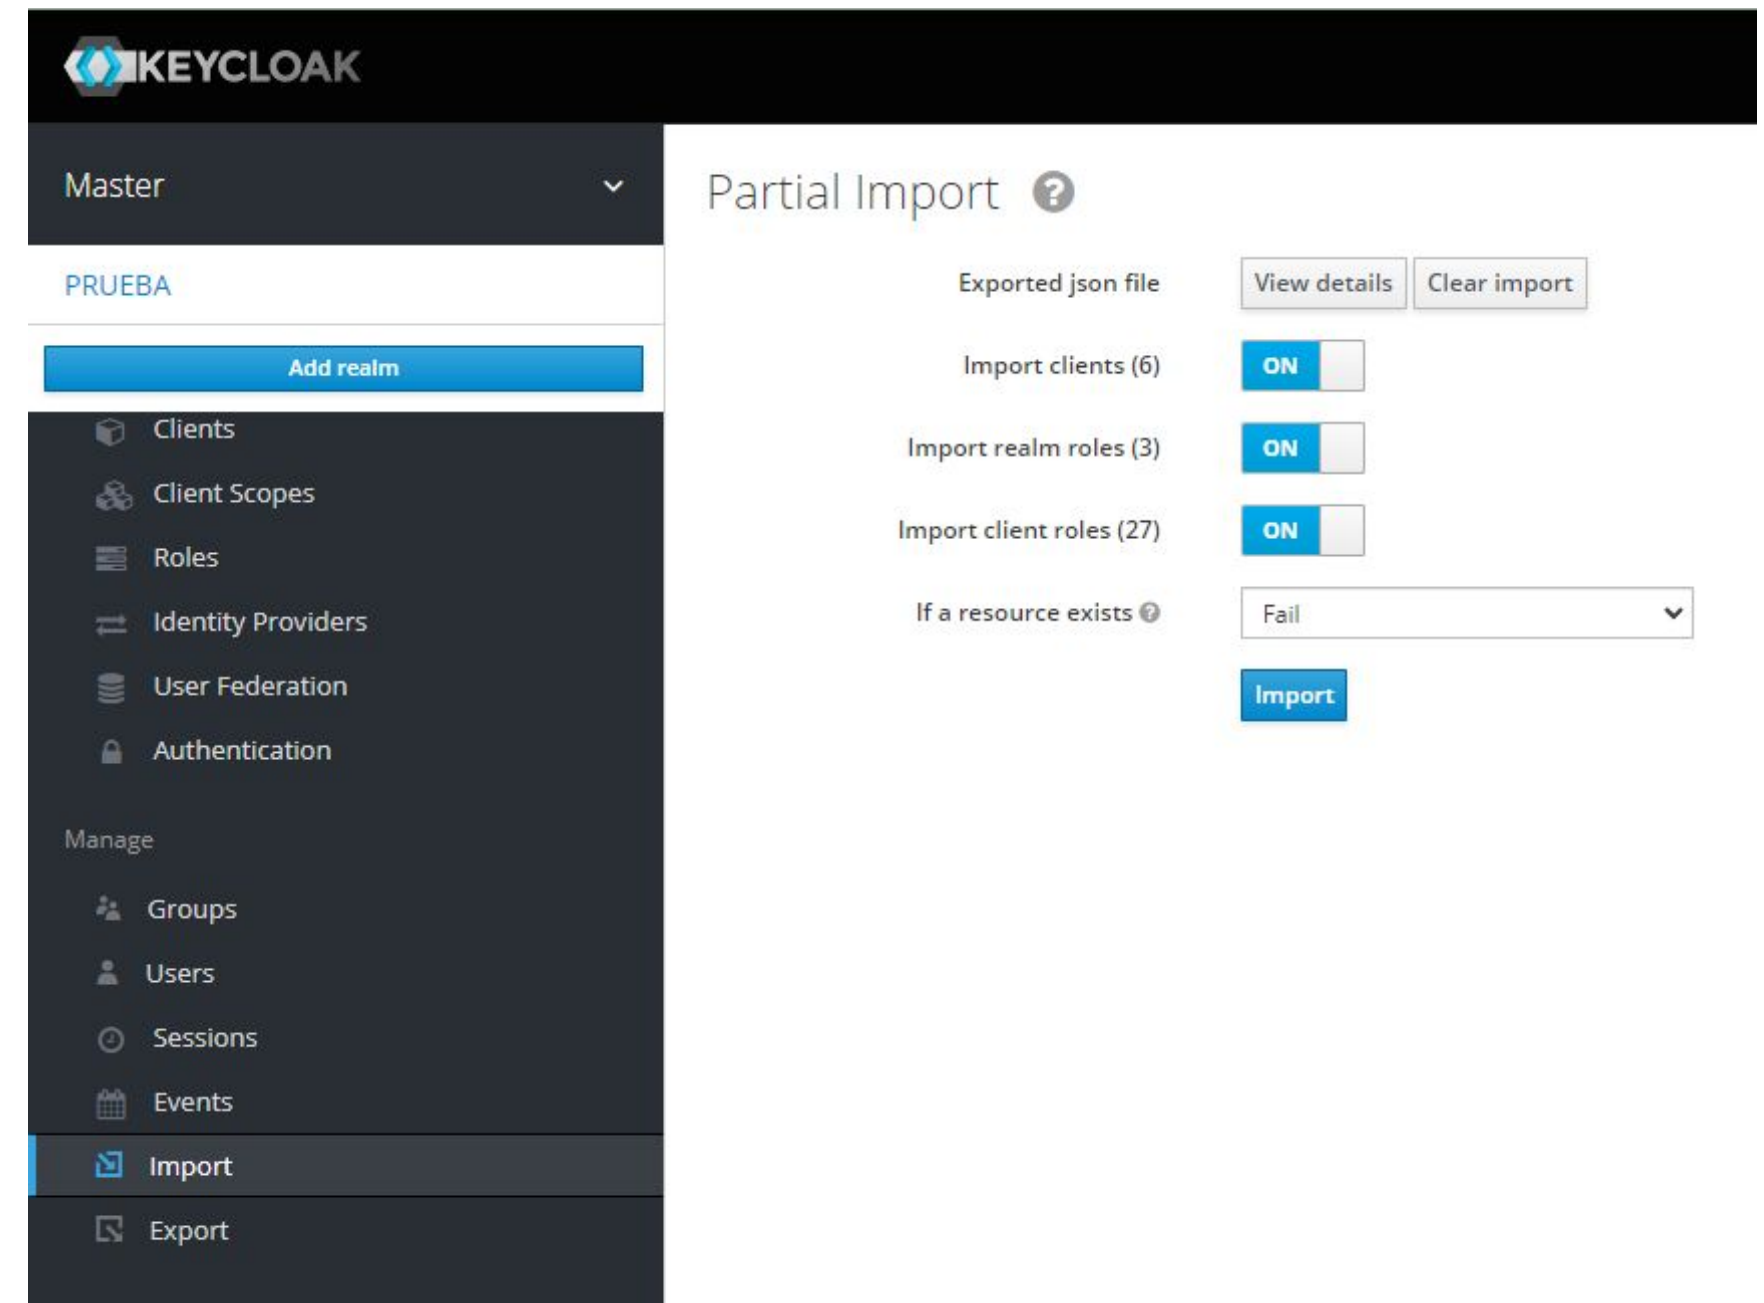 KEYCLOAK
Master
PRUEBA
Add realm
Clients
Client Scopes
Roles
Identity Providers
User Federation
Authentication
Manage
Groups
Users
Sessions
Events
Import
Export
Partial Import
Exported json file View details Clear import
Import clients (6) ON
Import realm roles (3) ON
Import client roles (27) ON
If a resource exists Fail
Import